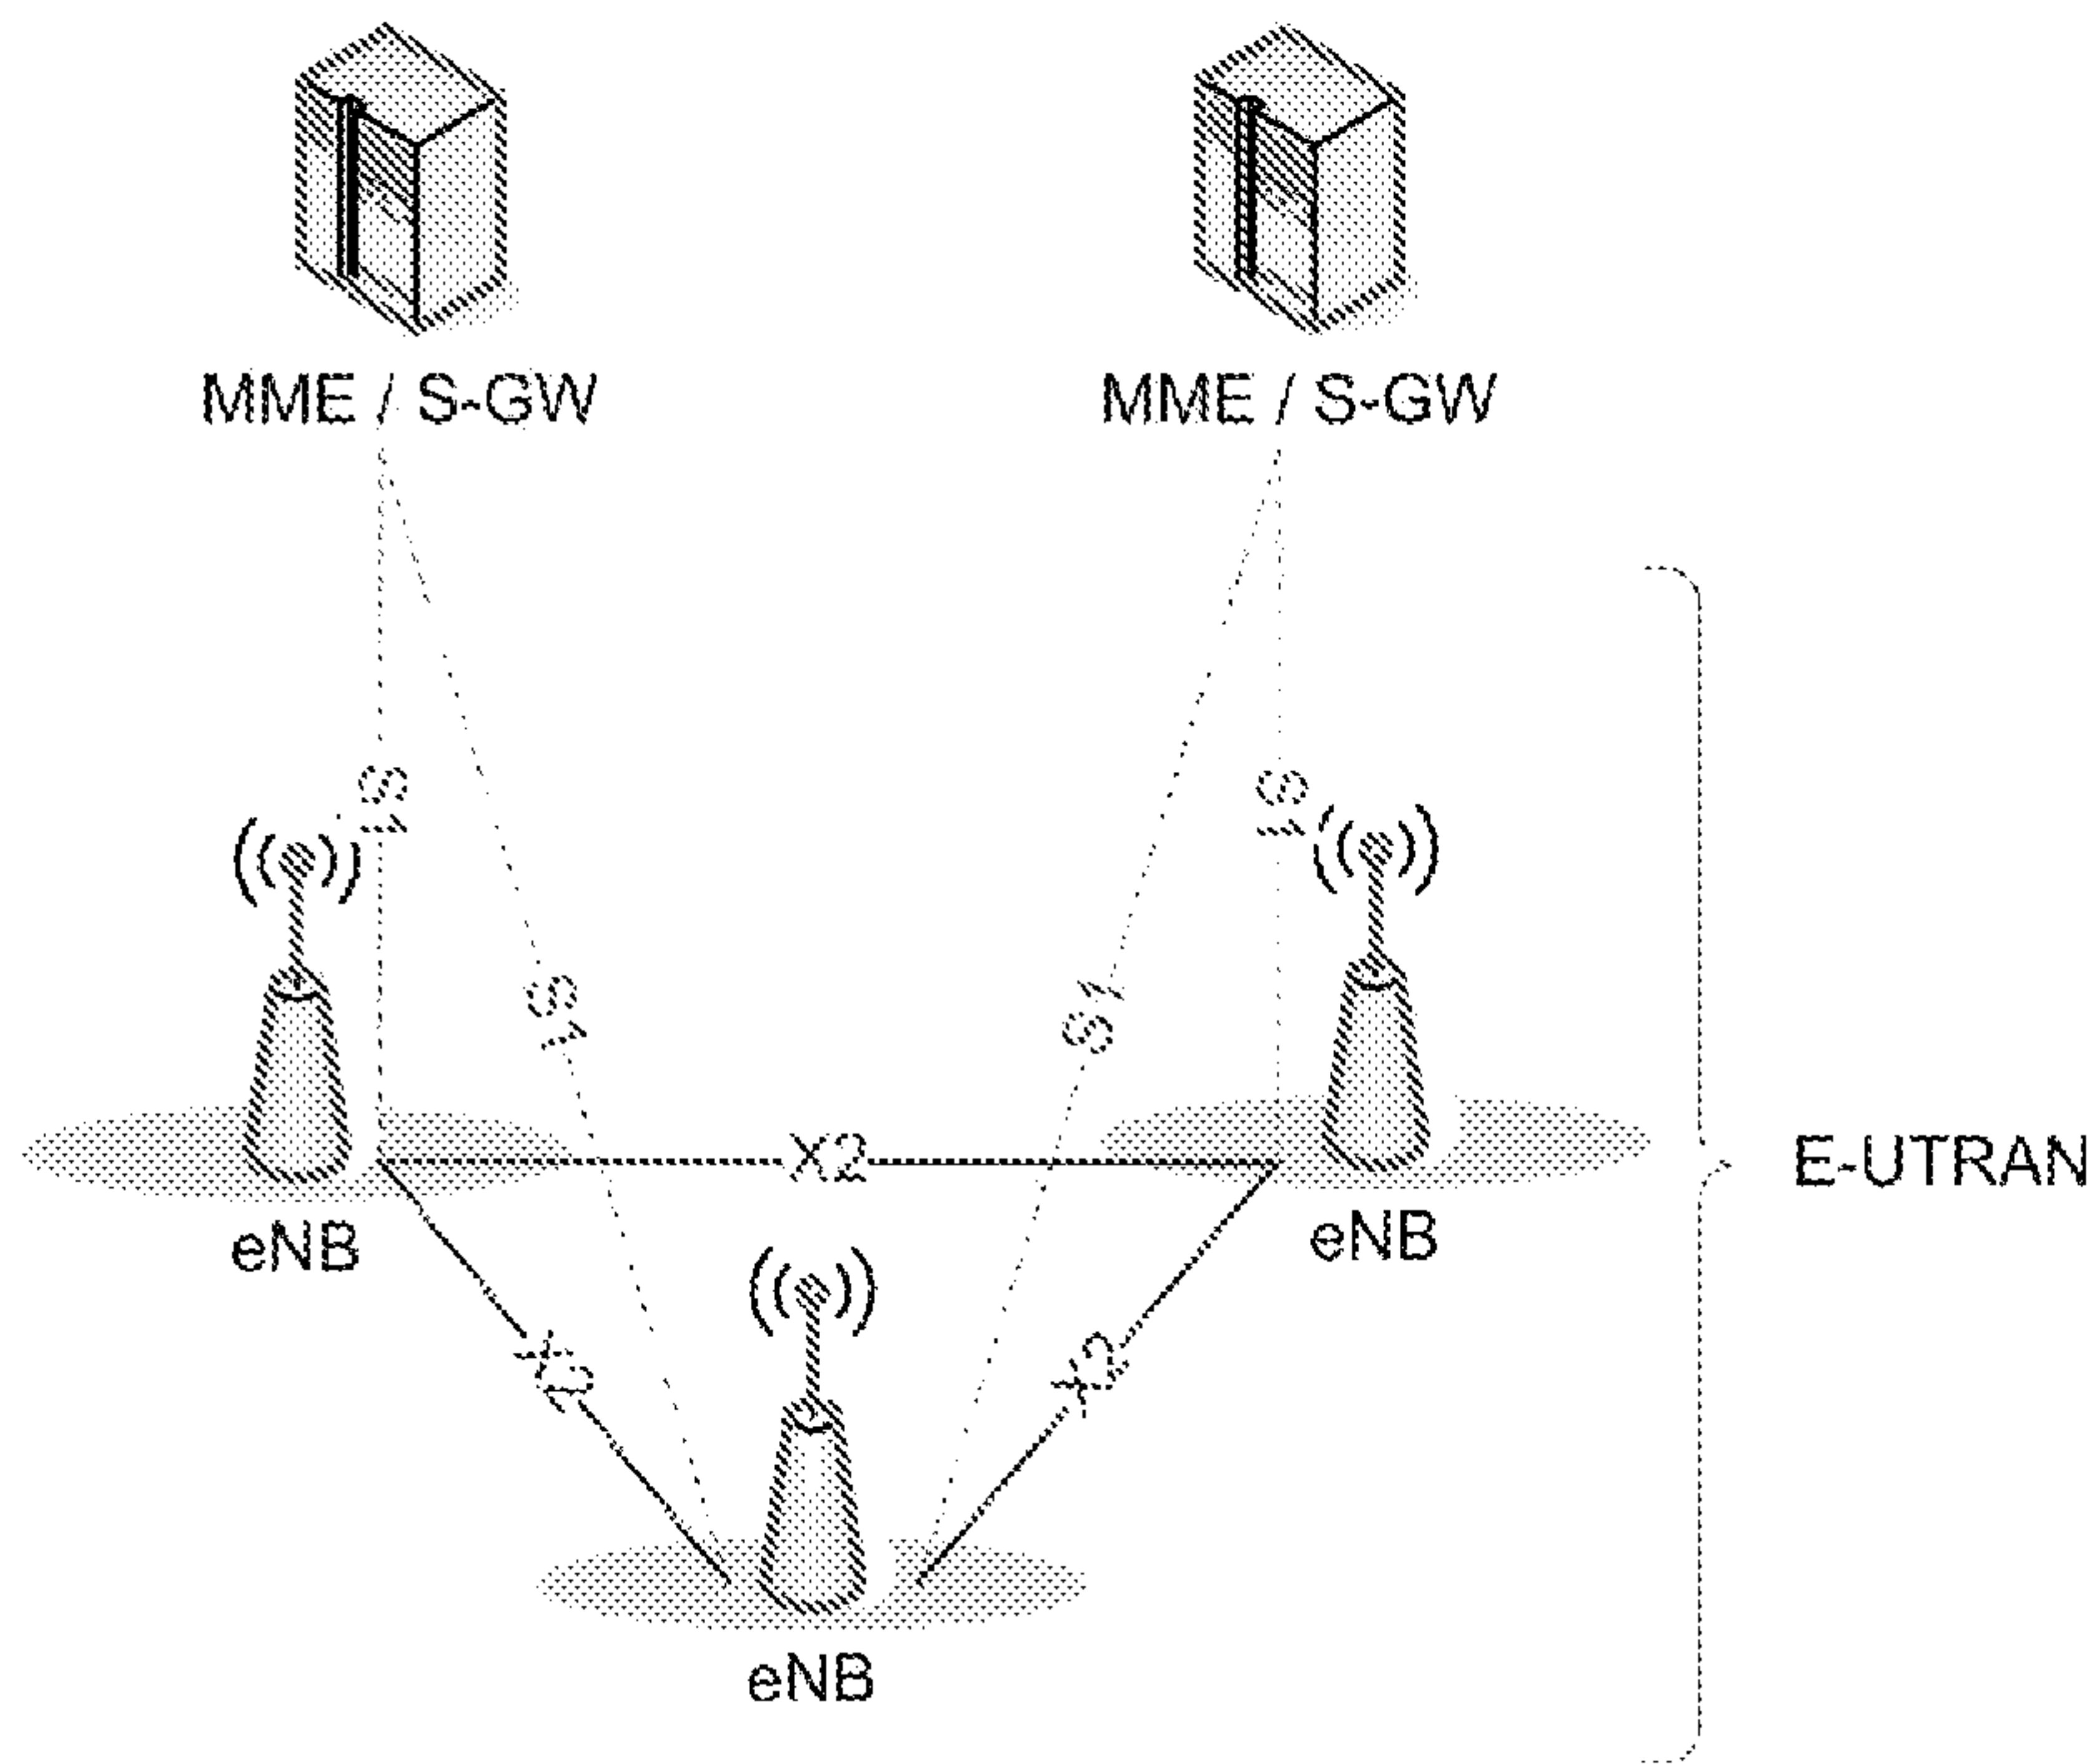 MME / S-GW
MME / S-GW
S1
S1
S1
S1
X2
E-UTRAN
eNB
eNB
X2
X2
eNB